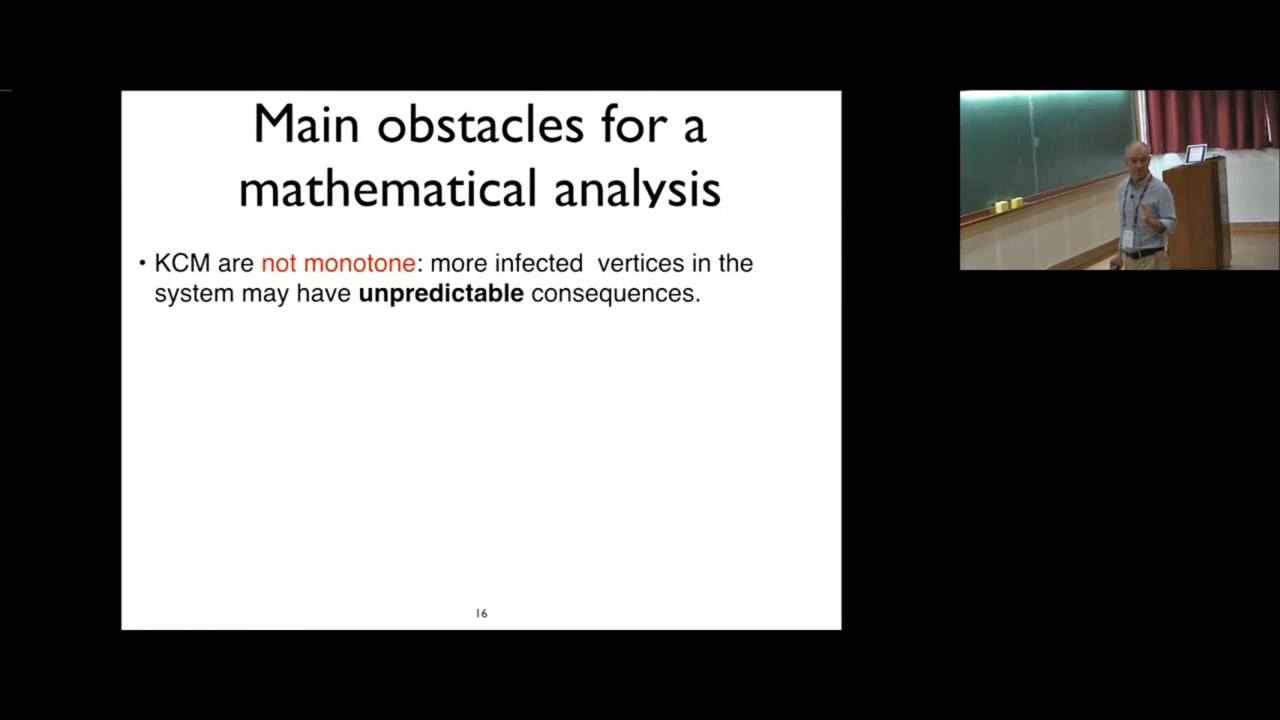 Main obstacles for a
mathematical analysis
• KCM are not monotone: more infected vertices in the
system may have unpredictable consequences.
16